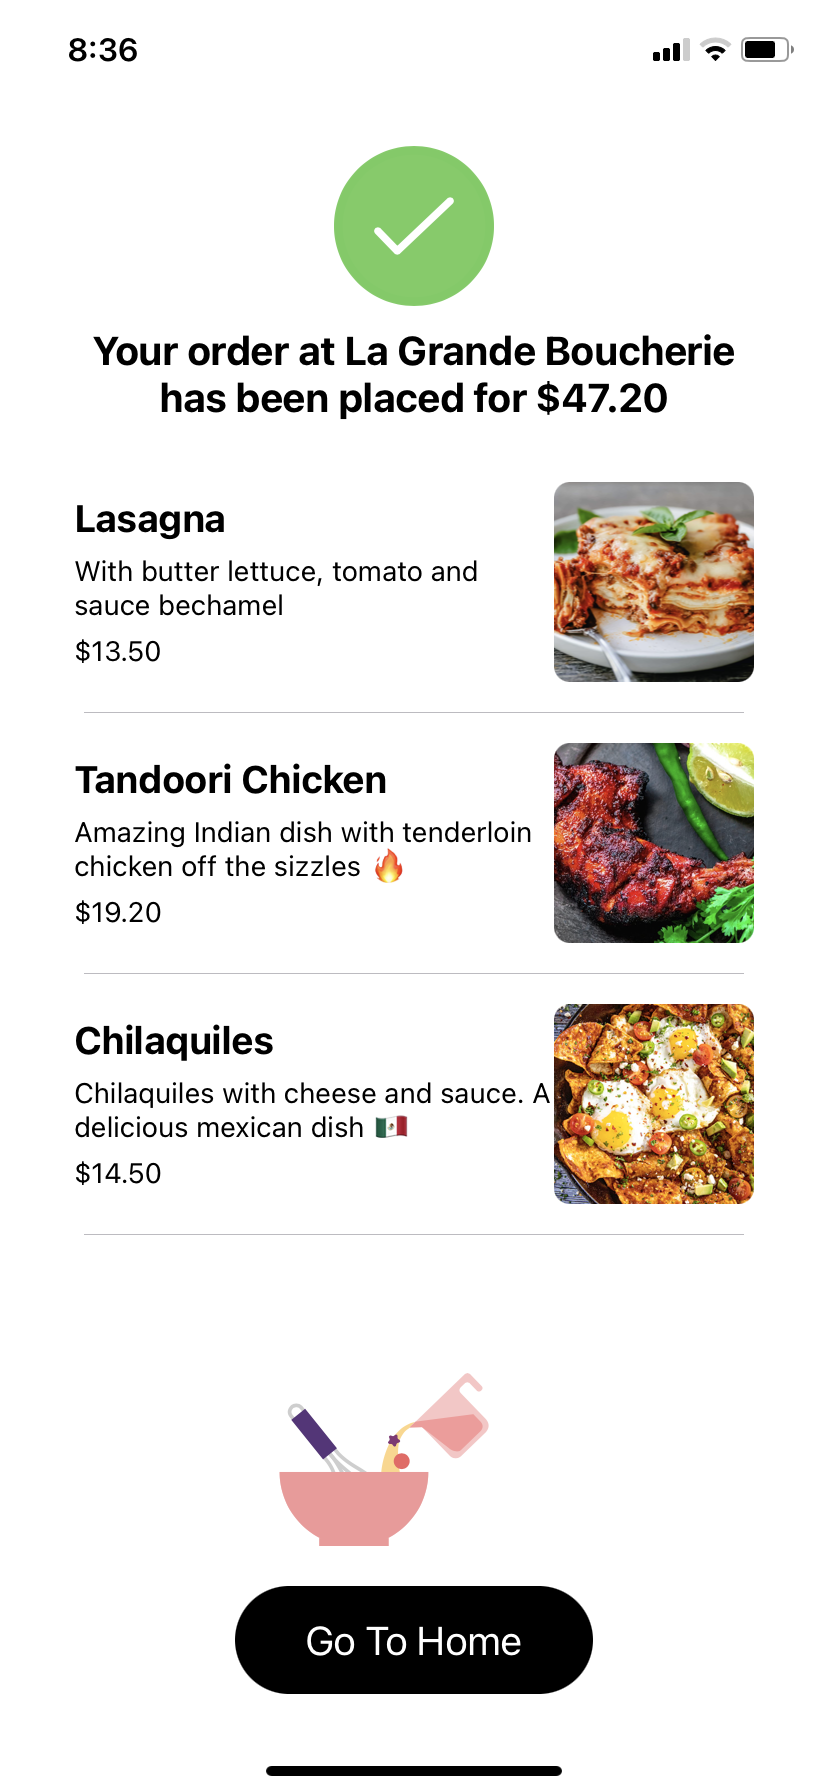 8:36
Your order at La Grande Boucherie
has been placed for $47.20
Lasagna
With butter lettuce, tomato and
sauce bechamel
$13.50
Tandoori Chicken
Amazing Indian dish with tenderloin
chicken off the sizzles 🔥
$19.20
Chilaquiles
Chilaquiles with cheese and sauce. A
delicious mexican dish 🇲🇽
$14.50
Go To Home